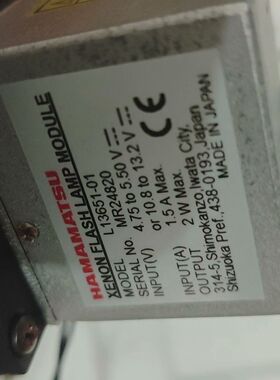 HAMAMATSU
XENON FLASH LAMP MODULE
MODEL L13651-01
SERIAL NO. MR24820
INPUT(V) 4.75 to 5.50 V
or 10.8 to 13.2 V
INPUT(A) 1.5 A Max.
OUTPUT 2 W Max.
314-5,Shimokanzo,Iwata City,
Shizuoka Pref.,438-0193,Japan
MADE IN JAPAN
CE